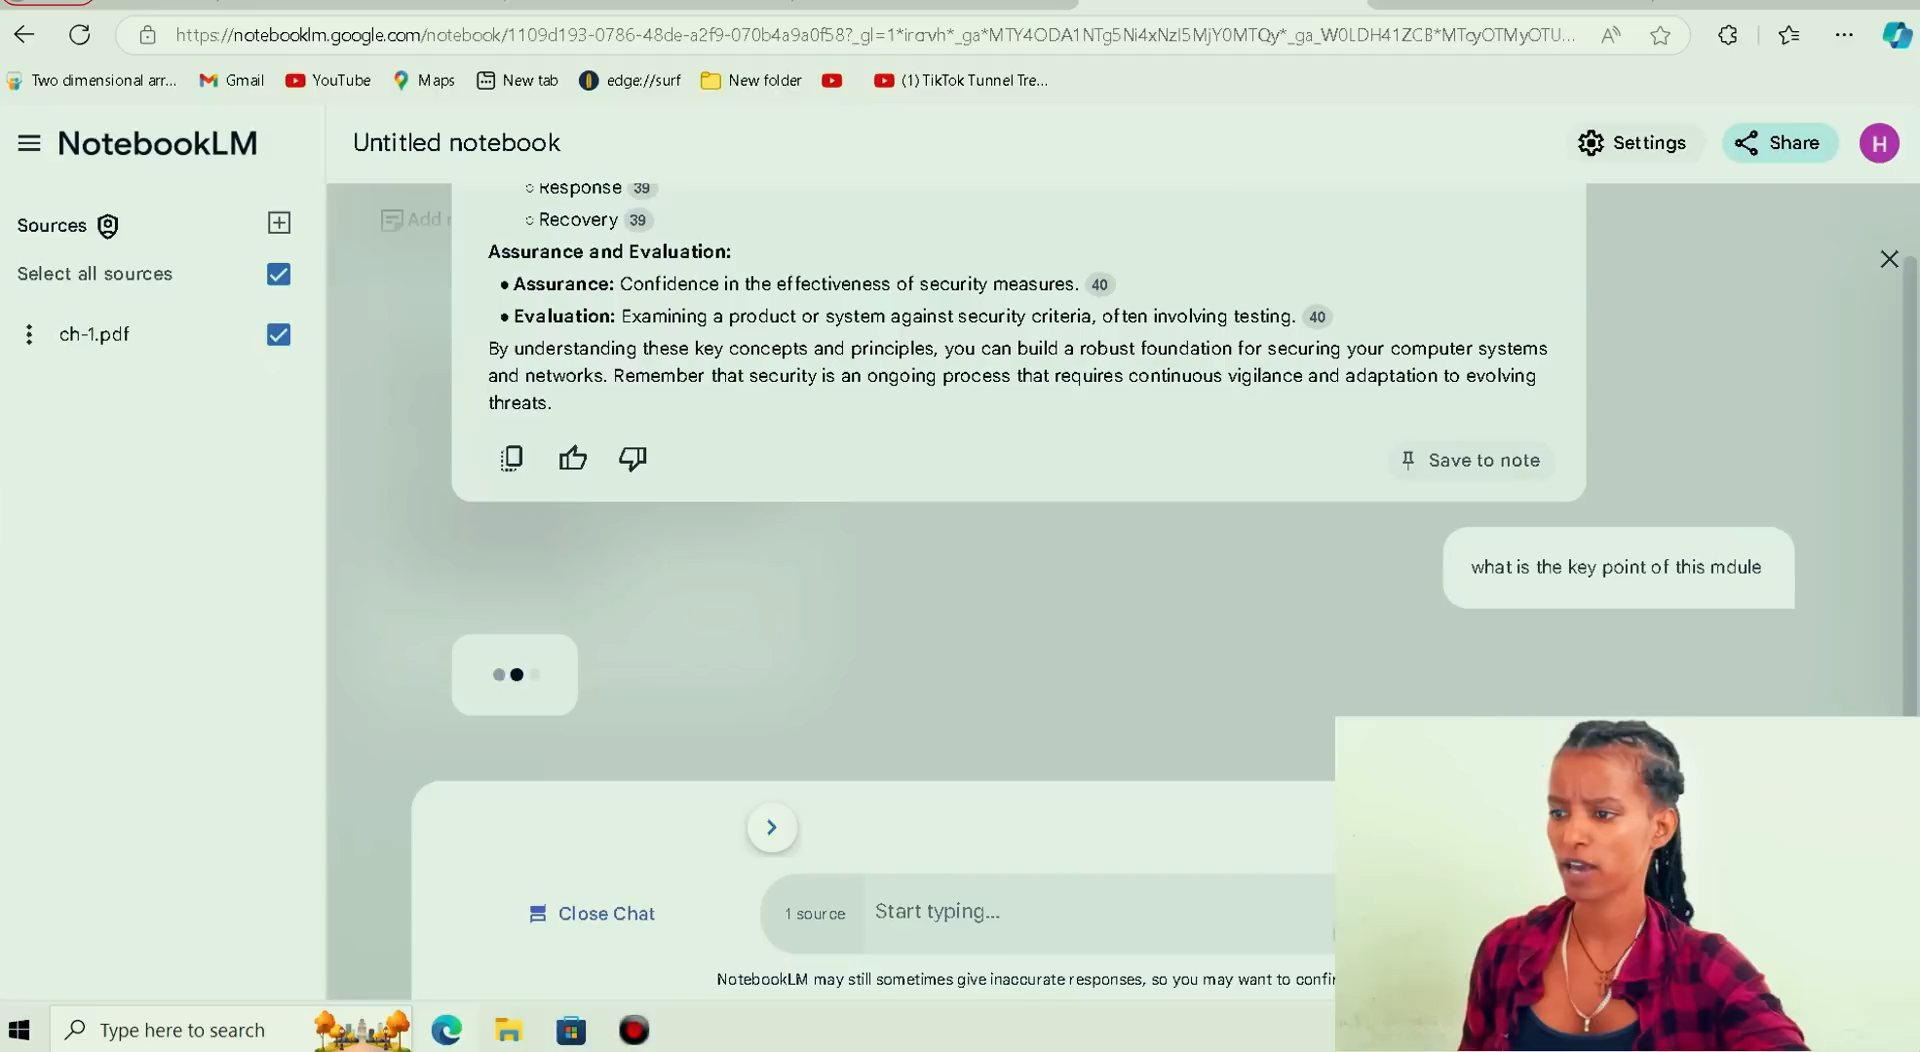 https://notebooklm.google.com/notebook/1109d193-0786-48de-a2f9-070b4a9a0f58?
Two dimensional arr...
Gmail
YouTube
Maps
New tab
edge://surf
New folder
(1) TikTok Tunnel Tre...
NotebookLM
Untitled notebook
Settings
Share
H
Sources
Select all sources
ch-1.pdf
Add
Response 39
Recovery 39
Assurance and Evaluation:
• Assurance: Confidence in the effectiveness of security measures. 40
• Evaluation: Examining a product or system against security criteria, often involving testing. 40
By understanding these key concepts and principles, you can build a robust foundation for securing your computer systems
and networks. Remember that security is an ongoing process that requires continuous vigilance and adaptation to evolving
threats.
Save to note
what is the key point of this mdule
Close Chat
1 source
Start typing...
NotebookLM may still sometimes give inaccurate responses, so you may want to confir
Type here to search